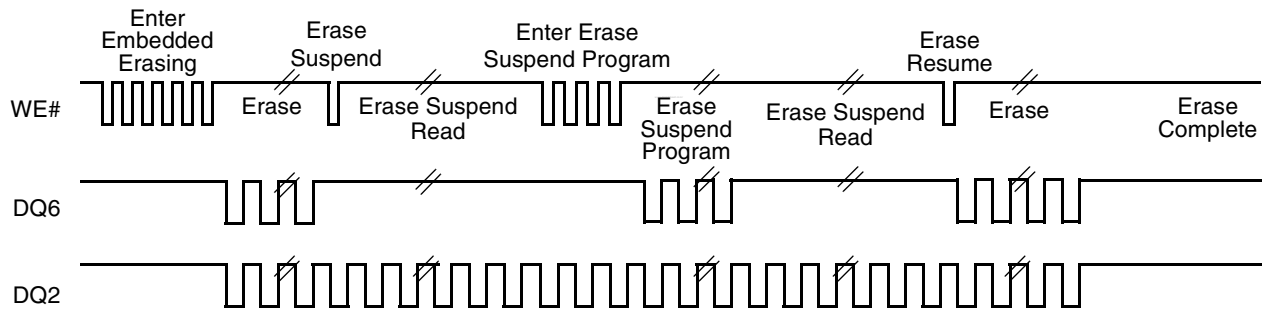 Enter
Embedded
Erasing
Erase
Suspend
Enter Erase
Suspend Program
Erase
Resume
WE#
Erase
Erase Suspend
Read
Erase
Suspend
Program
Erase Suspend
Read
Erase
Erase
Complete
DQ6
DQ2